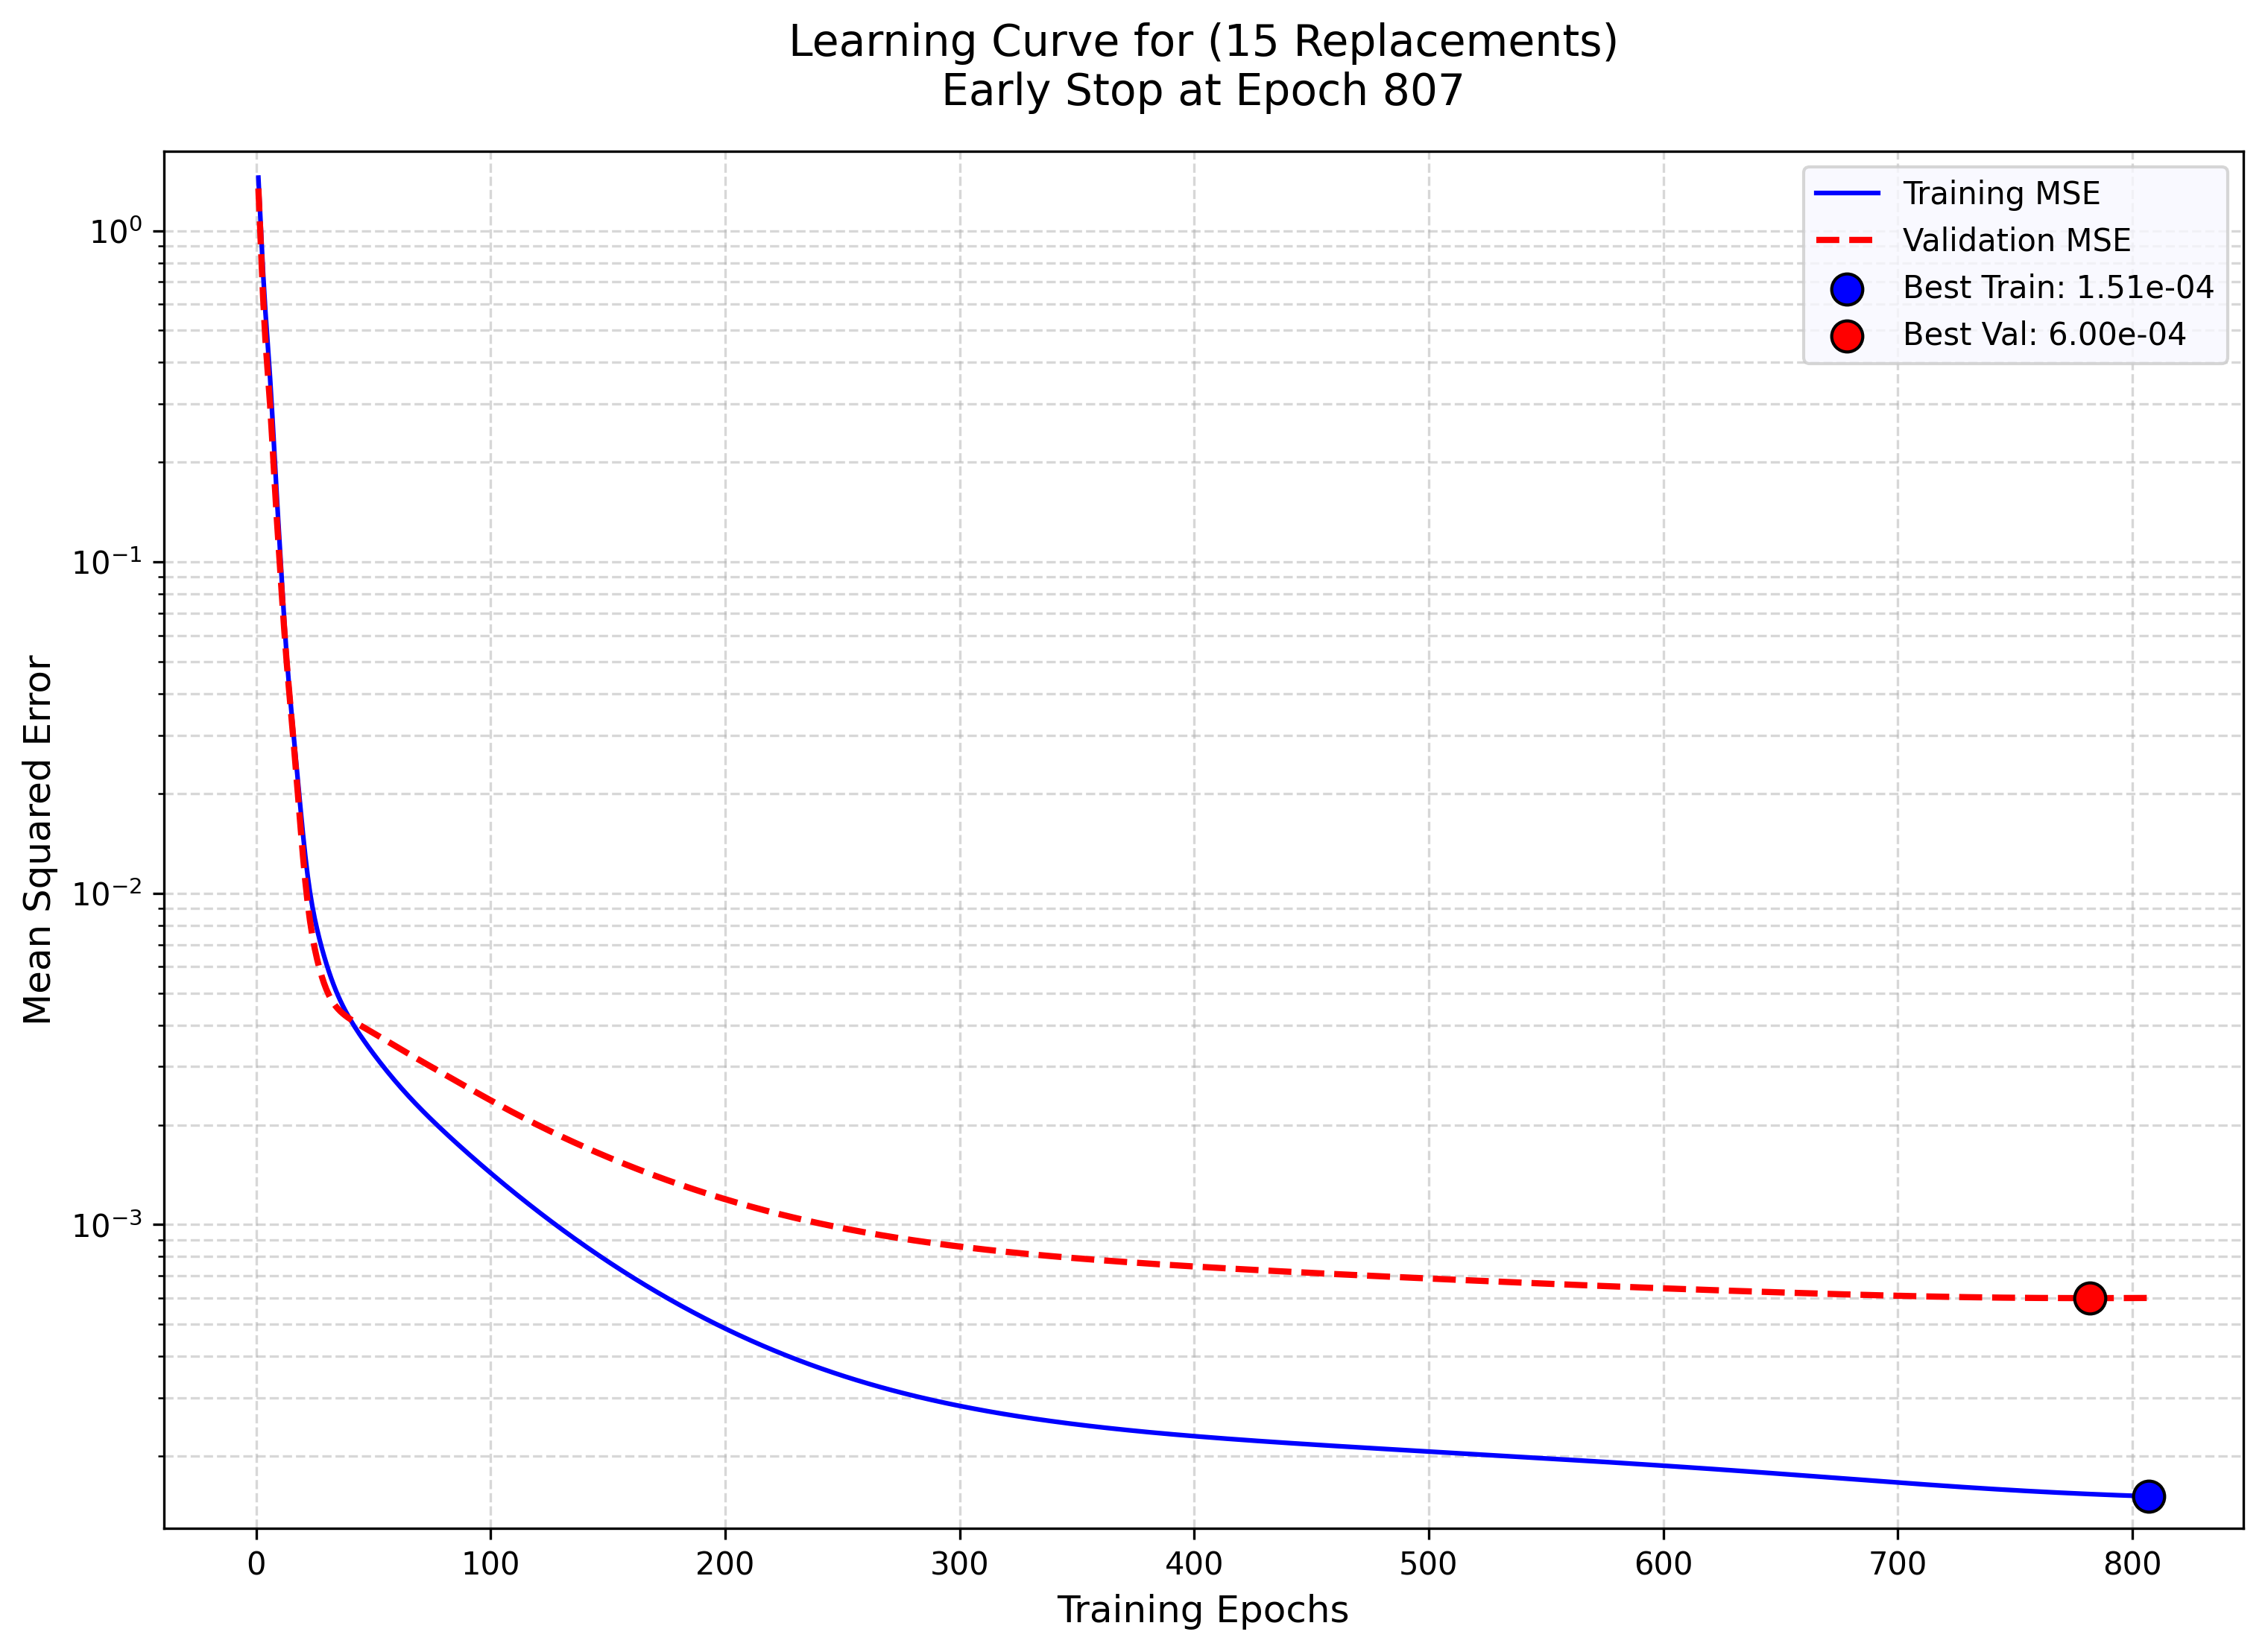 Learning Curve for (15 Replacements)
Early Stop at Epoch 807
Training MSE
Validation MSE
Best Train: 1.51e-04
Best Val: 6.00e-04
Mean Squared Error
10⁰
10⁻¹
10⁻²
10⁻³
0 100 200 300 400 500 600 700 800
Training Epochs